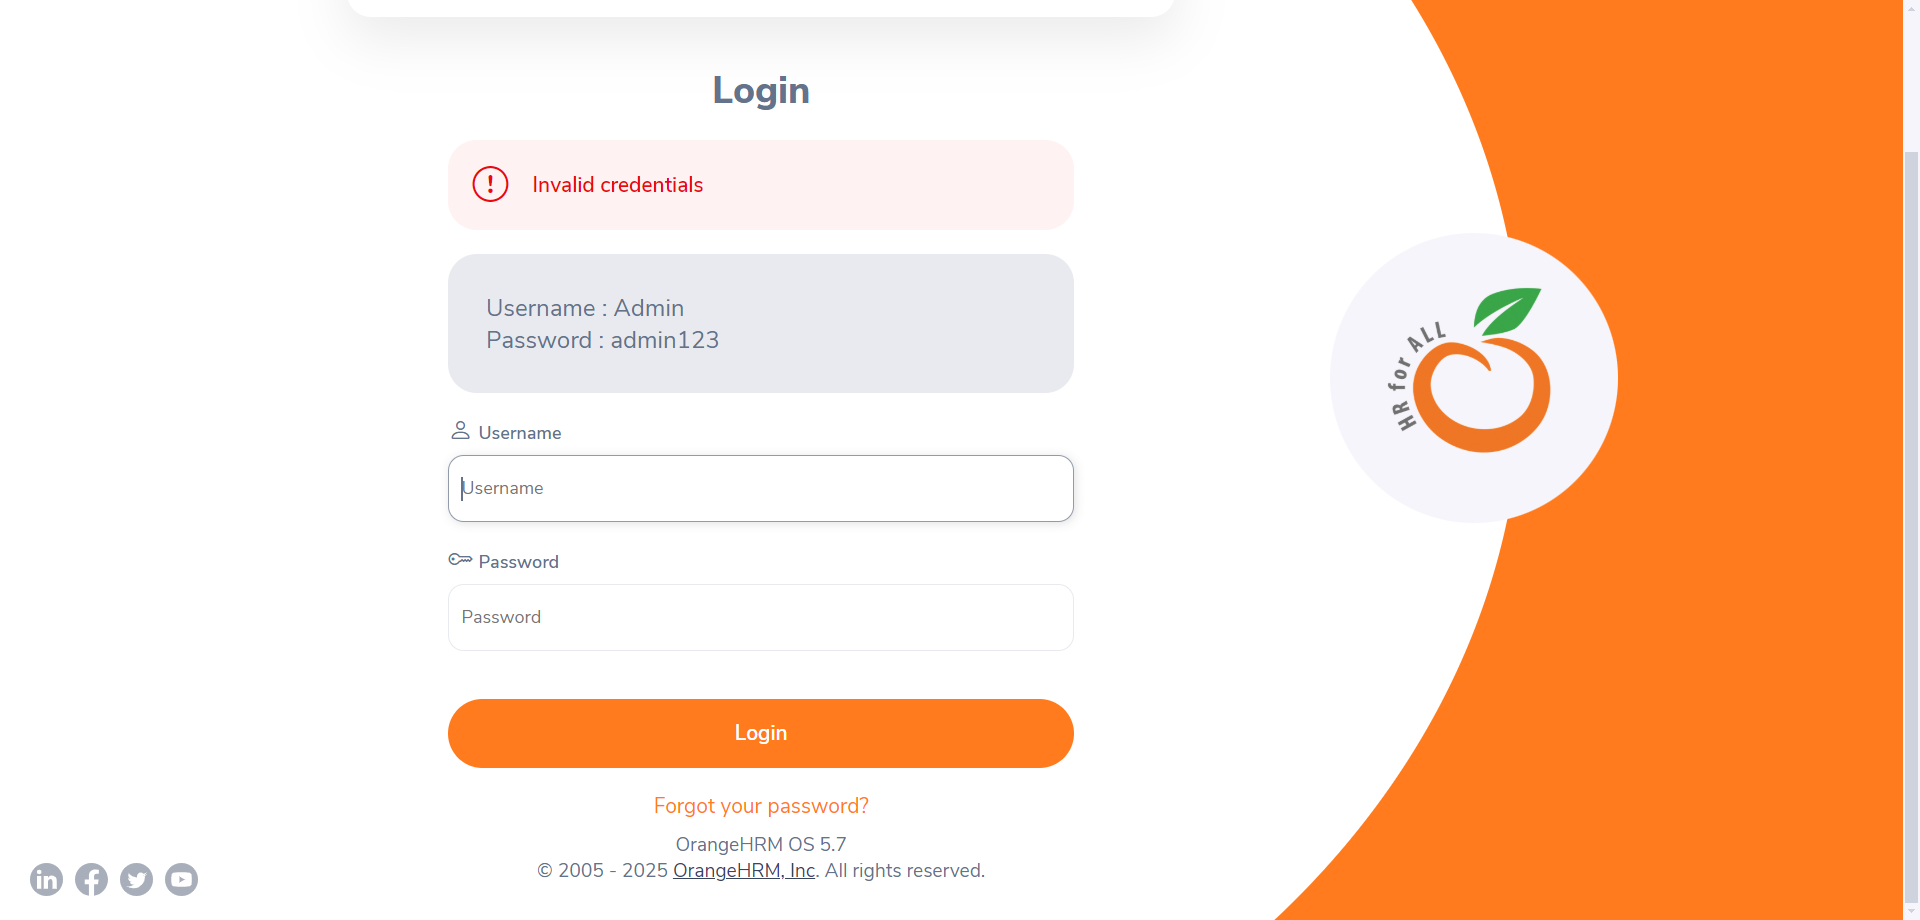 Login
Invalid credentials
Username : Admin
Password : admin123
Username
Username
Password
Password
Login
Forgot your password?
OrangeHRM OS 5.7
© 2005 - 2025 OrangeHRM, Inc. All rights reserved.
HR for ALL